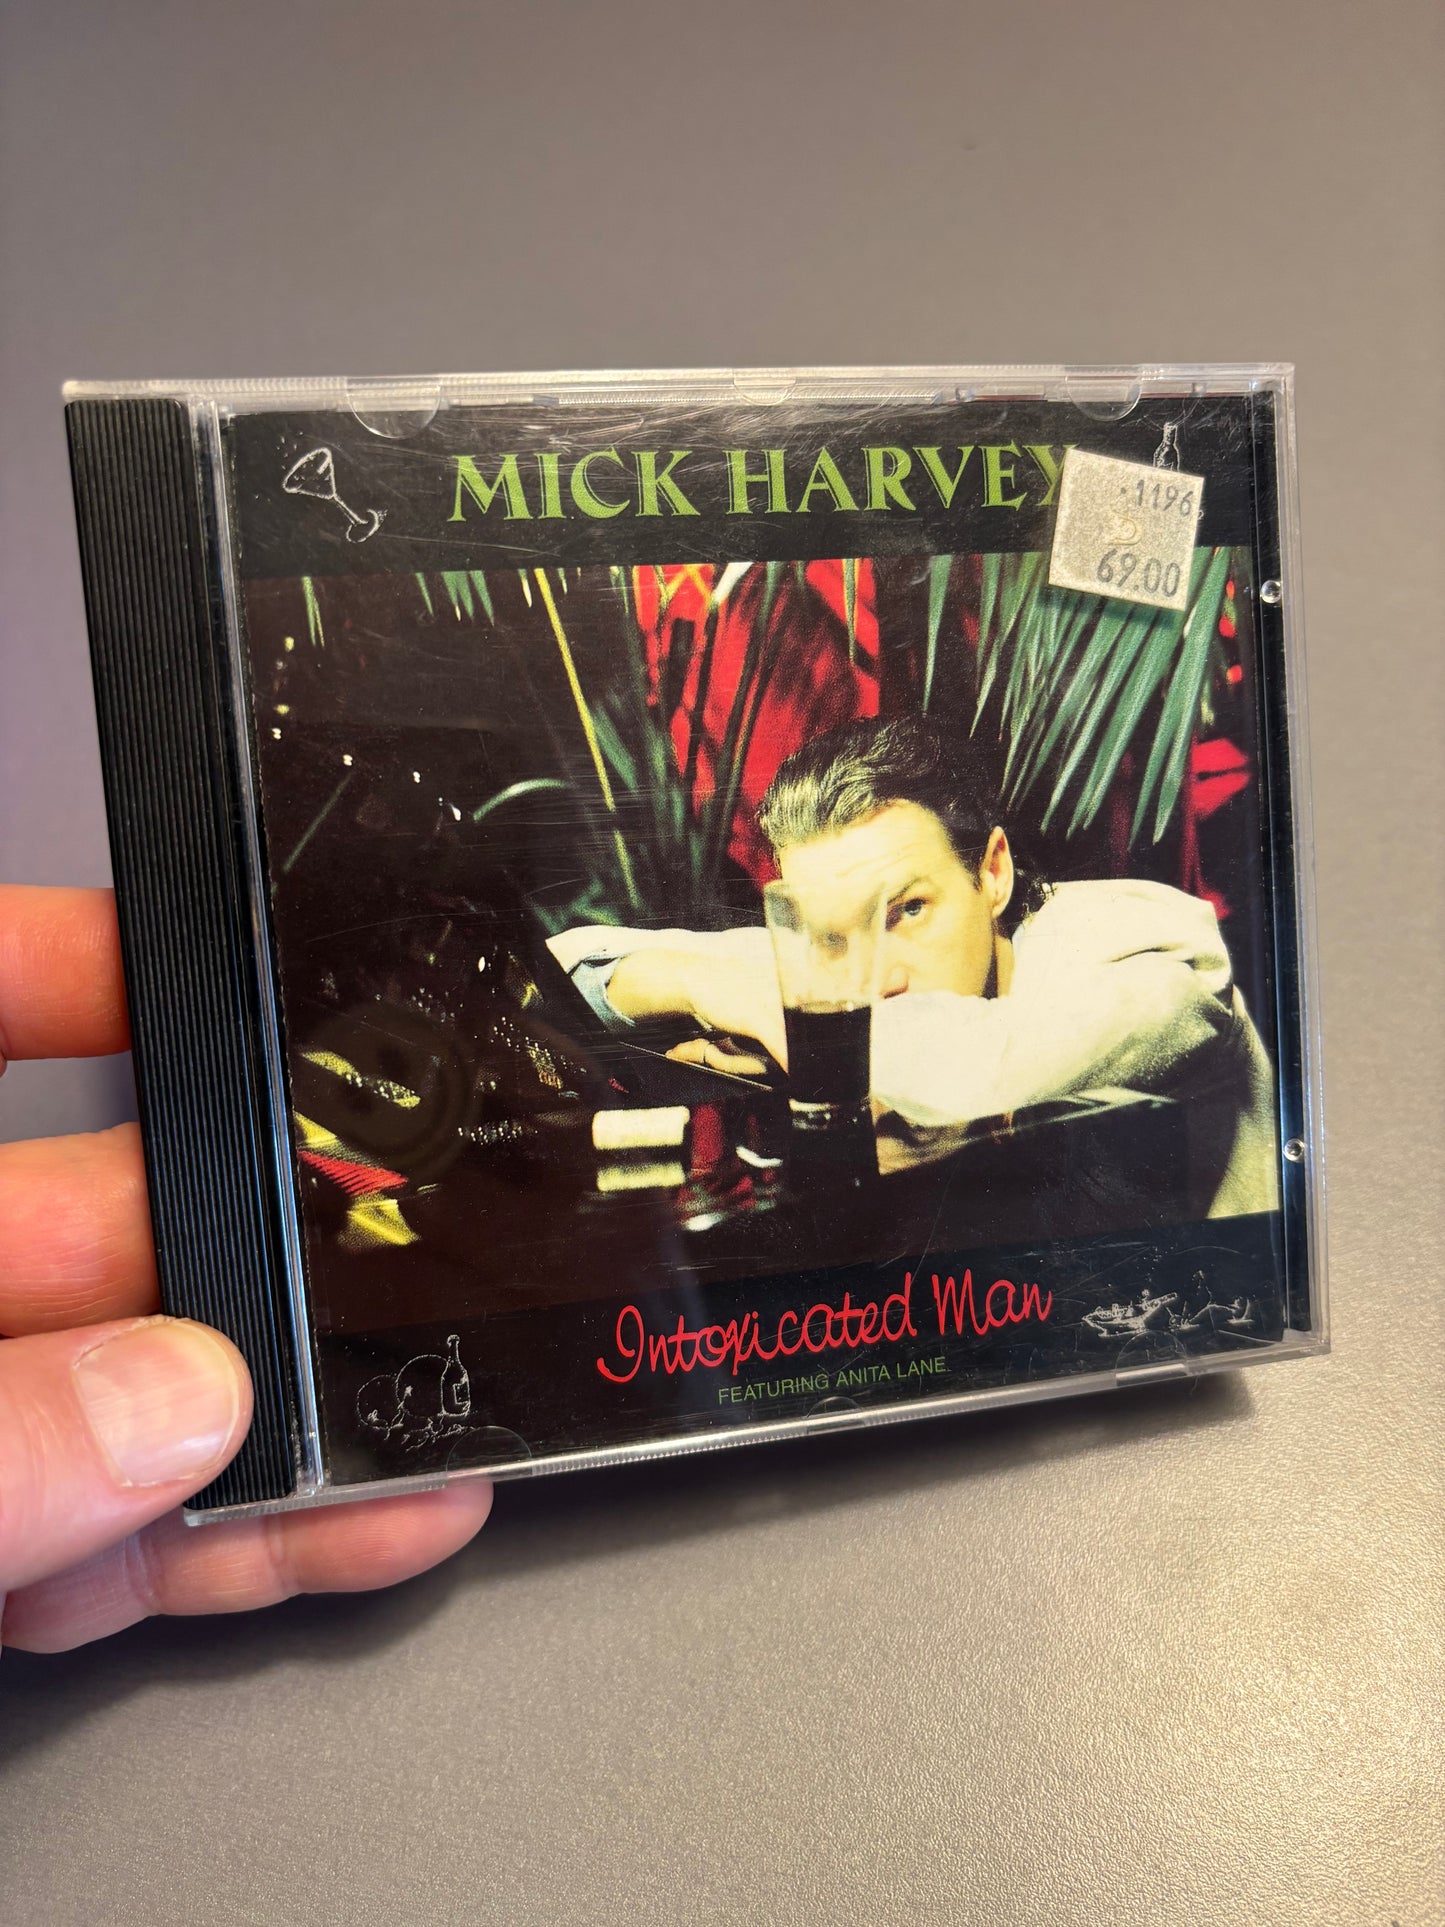 MICK HARVEY
1196
69.00
Intoxicated Man
FEATURING ANITA LANE